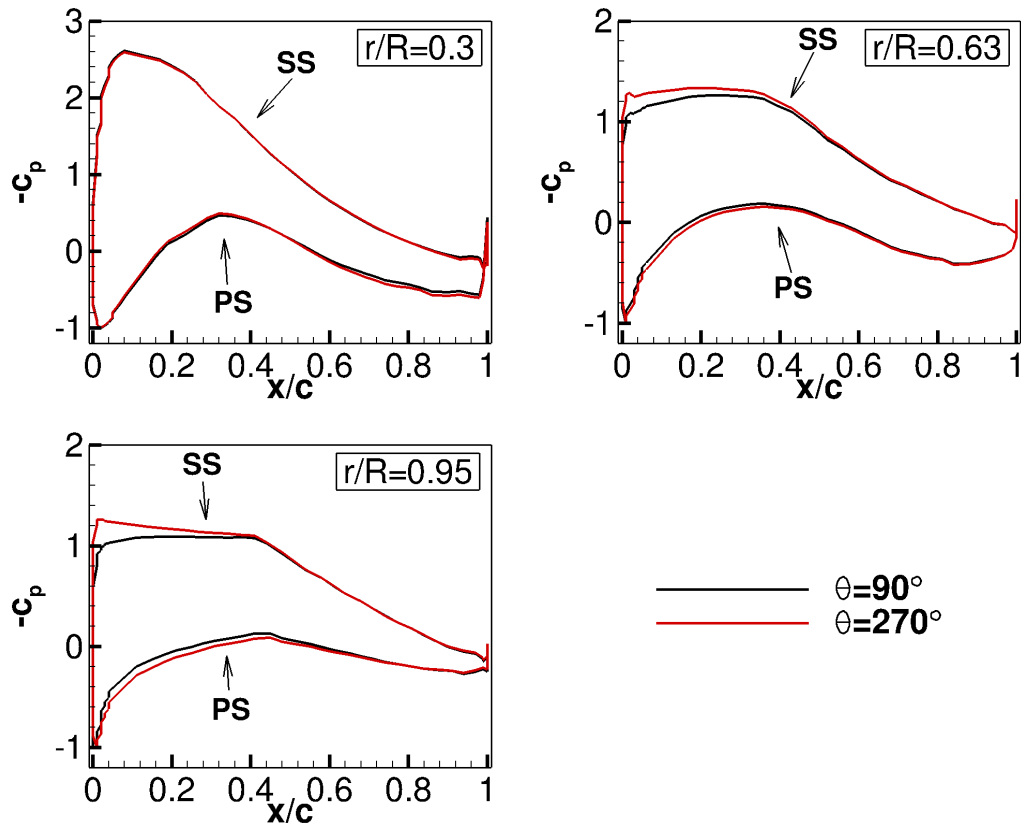 3
2
1
0
-1
-cₚ
r/R=0.3
SS
PS
0 0.2 0.4 0.6 0.8 1
x/c
2
1
0
-1
-cₚ
r/R=0.63
SS
PS
0 0.2 0.4 0.6 0.8 1
x/c
2
1
0
-1
-cₚ
r/R=0.95
SS
PS
0 0.2 0.4 0.6 0.8 1
x/c
θ=90°
θ=270°